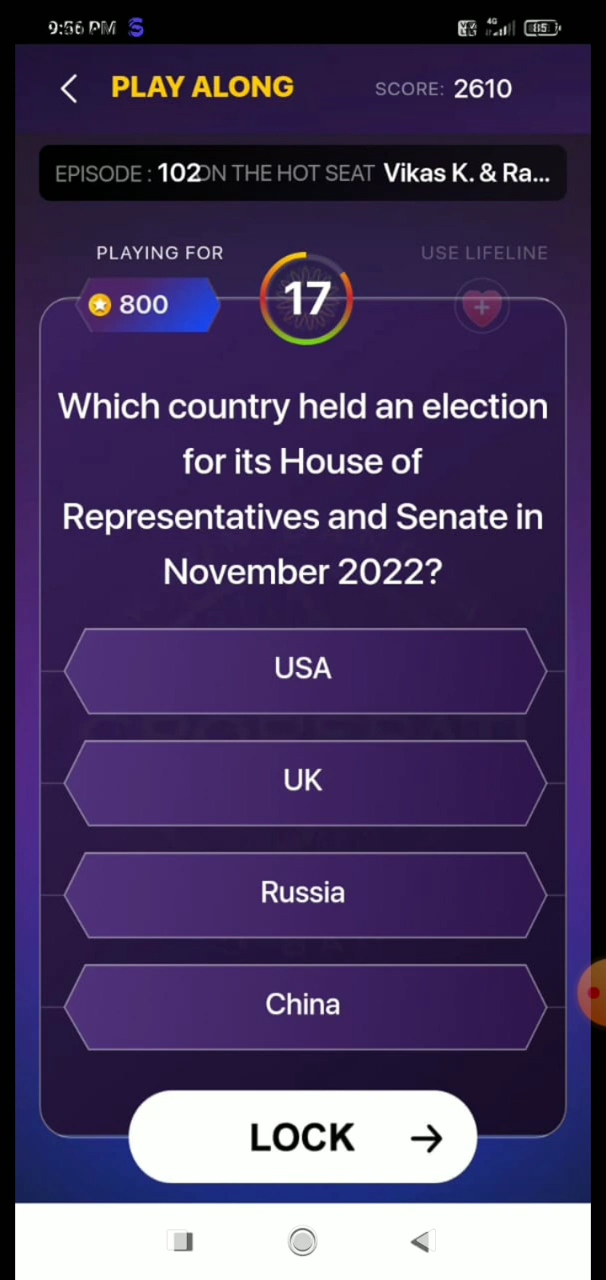 9:56 PM
4G
85
PLAY ALONG
SCORE: 2610
EPISODE : 102 ON THE HOT SEAT Vikas K. & Ra...
PLAYING FOR
USE LIFELINE
800
17
Which country held an election
for its House of
Representatives and Senate in
November 2022?
USA
UK
Russia
China
LOCK